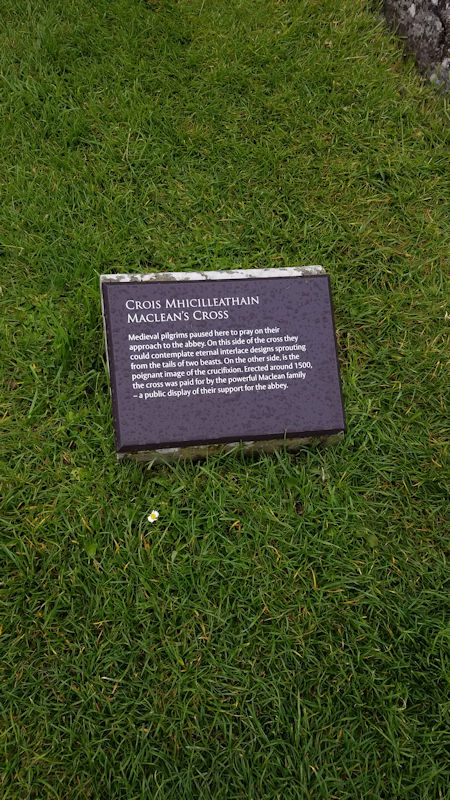 Crois Mhicilleathain
Maclean's Cross
Medieval pilgrims paused here to pray on their
approach to the abbey. On this side of the cross they
could contemplate eternal interlace designs sprouting
from the tails of two beasts. On the other side, is the
poignant image of the crucifixion. Erected around 1500,
the cross was paid for by the powerful Maclean family
– a public display of their support for the abbey.